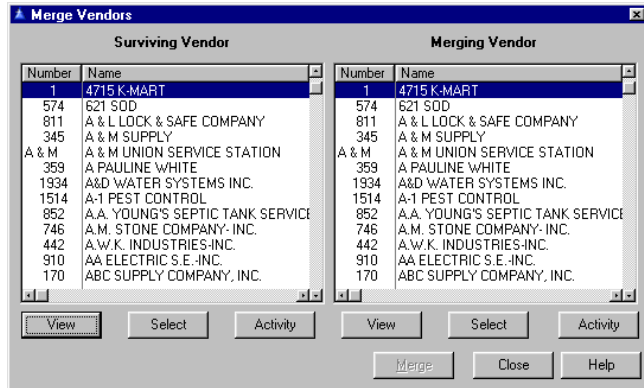 Merge Vendors
Surviving Vendor Merging Vendor
Number Name Number Name
1 4715 K-MART 1 4715 K-MART
574 621 SOD 574 621 SOD
811 A & L LOCK & SAFE COMPANY 811 A & L LOCK & SAFE COMPANY
345 A & M SUPPLY 345 A & M SUPPLY
A & M A & M UNION SERVICE STATION A & M A & M UNION SERVICE STATION
359 A PAULINE WHITE 359 A PAULINE WHITE
1934 A&D WATER SYSTEMS INC. 1934 A&D WATER SYSTEMS INC.
1514 A-1 PEST CONTROL 1514 A-1 PEST CONTROL
852 A.A. YOUNG'S SEPTIC TANK SERVICE 852 A.A. YOUNG'S SEPTIC TANK SERVICE
746 A.M. STONE COMPANY- INC. 746 A.M. STONE COMPANY- INC.
442 A.W.K. INDUSTRIES-INC. 442 A.W.K. INDUSTRIES-INC.
910 AA ELECTRIC S.E.-INC. 910 AA ELECTRIC S.E.-INC.
170 ABC SUPPLY COMPANY, INC. 170 ABC SUPPLY COMPANY, INC.
View Select Activity View Select Activity
Merge Close Help